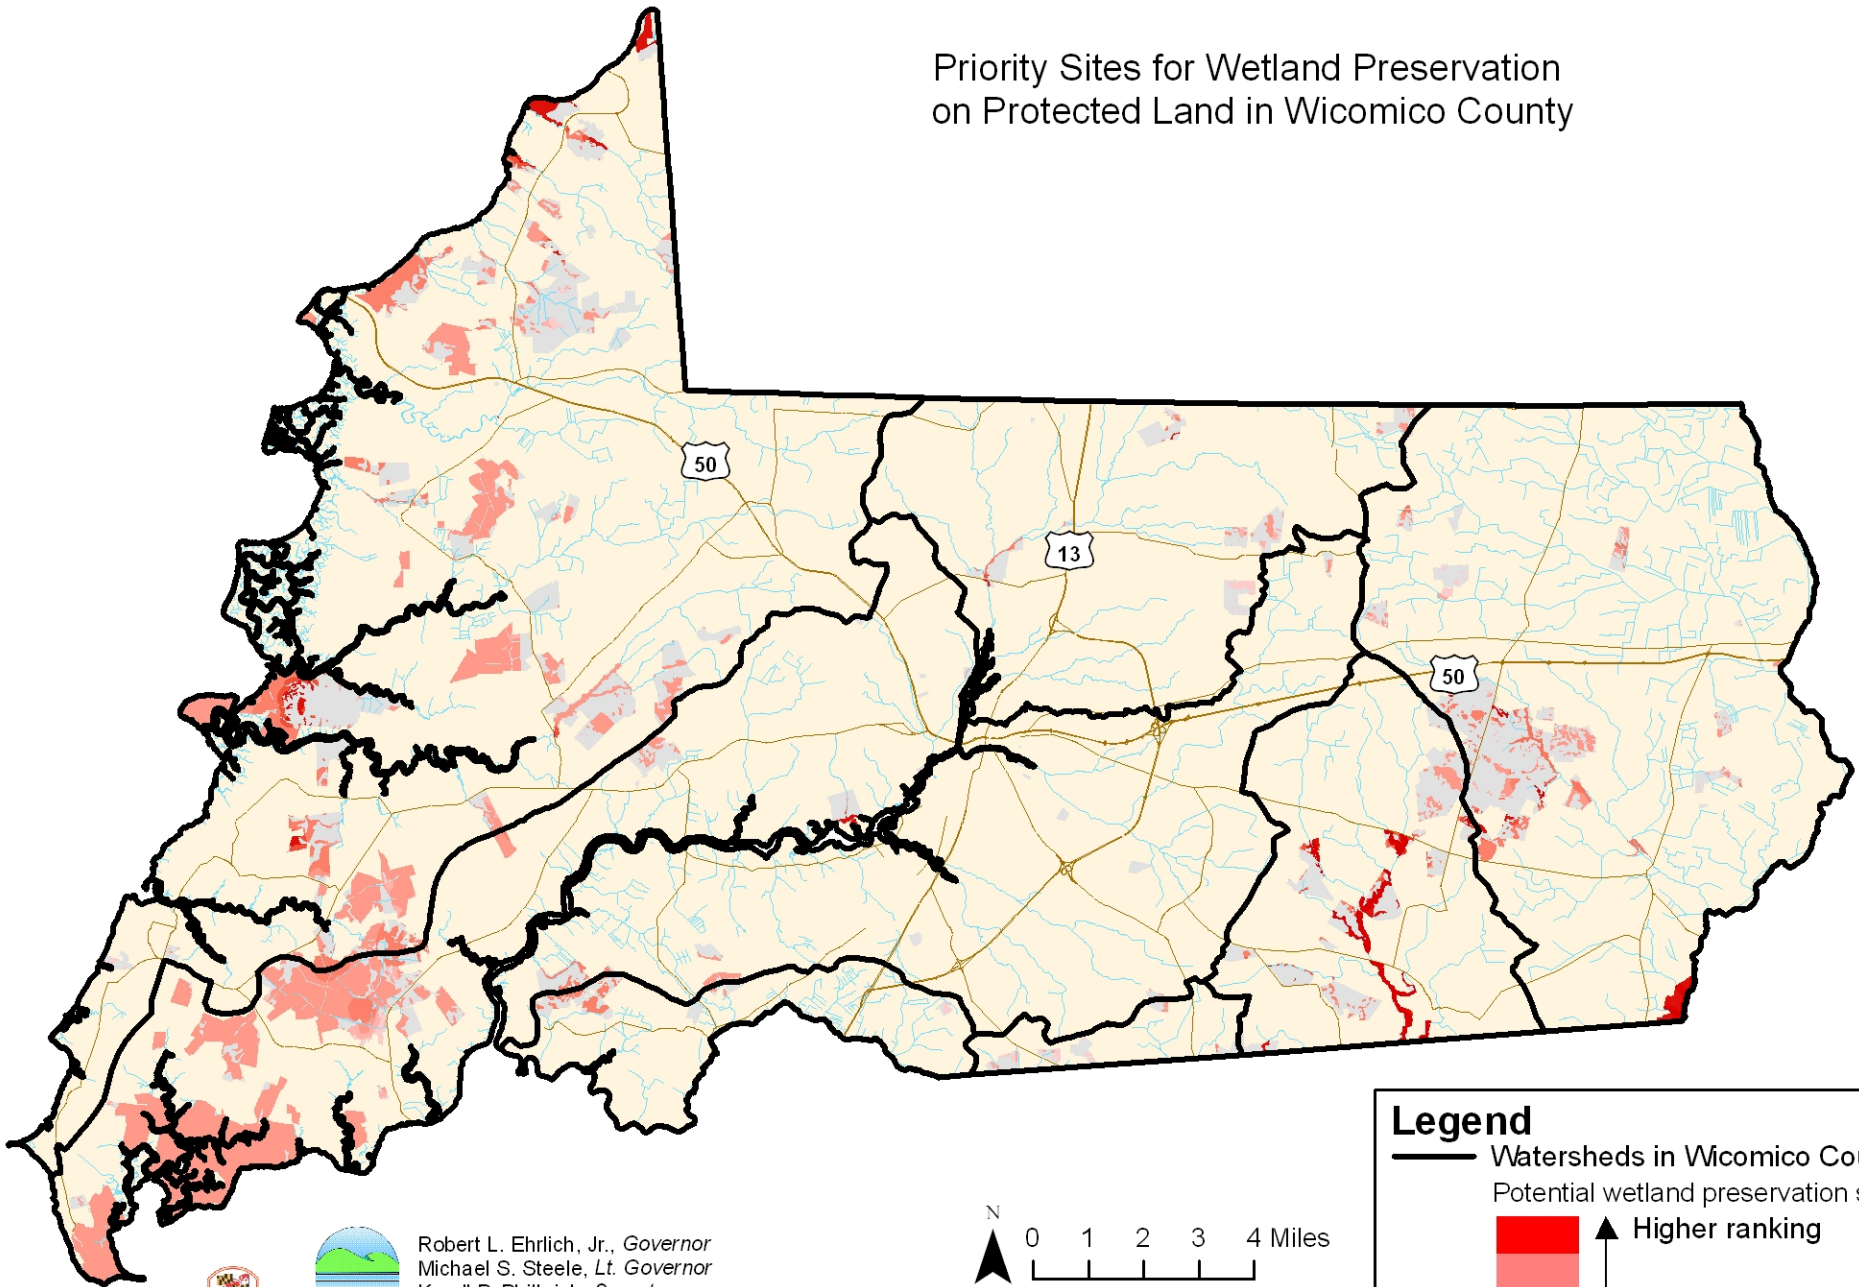 Priority Sites for Wetland Preservation
on Protected Land in Wicomico County
50
13
50
Legend
Watersheds in Wicomico
Potential wetland preservation
Higher ranking
N
0 1 2 3 4 Miles
Robert L. Ehrlich, Jr., Governor
Michael S. Steele, Lt. Governor